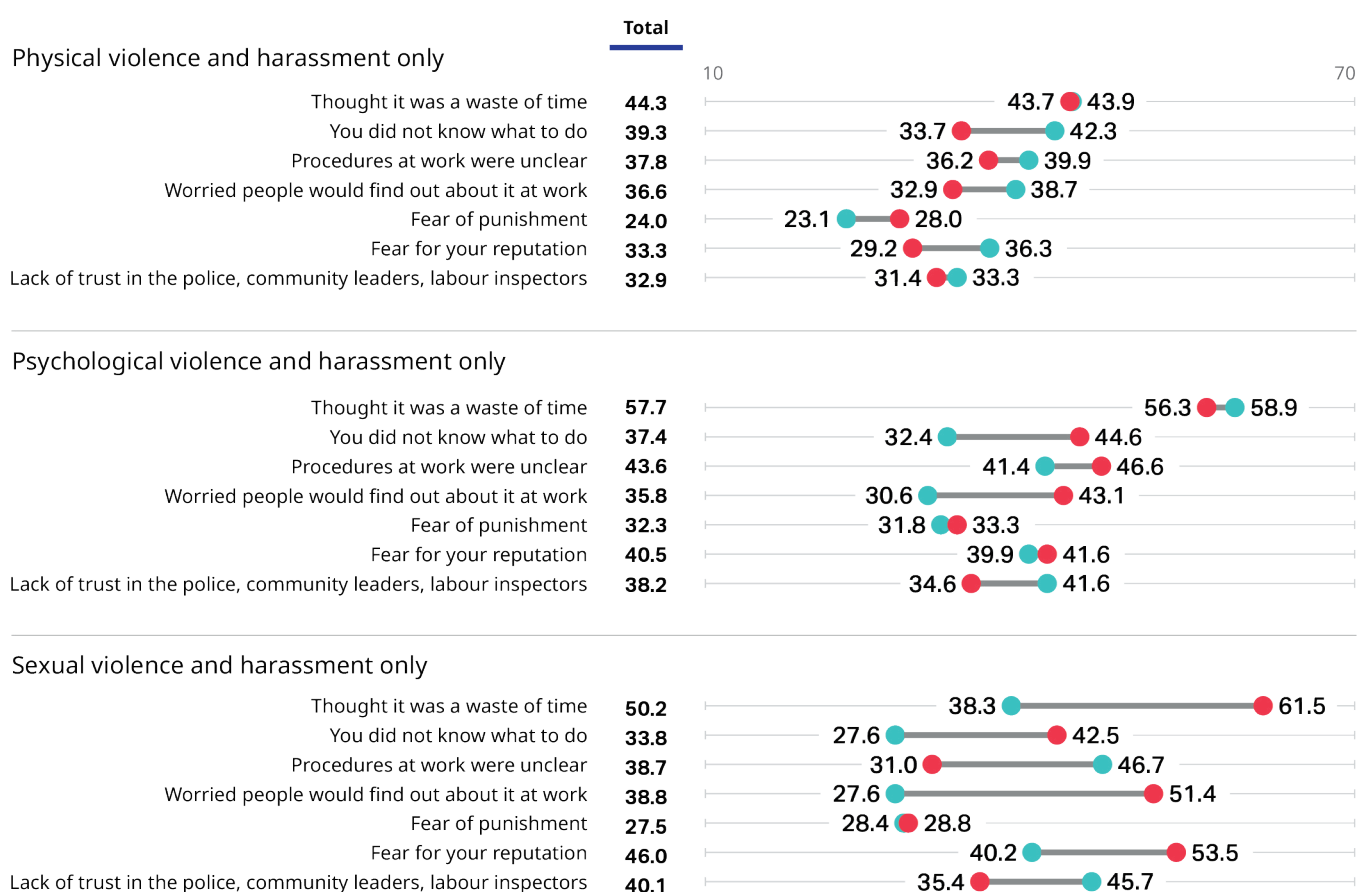 Total
Physical violence and harassment only
10 70
Thought it was a waste of time 44.3 43.7 43.9
You did not know what to do 39.3 33.7 42.3
Procedures at work were unclear 37.8 36.2 39.9
Worried people would find out about it at work 36.6 32.9 38.7
Fear of punishment 24.0 23.1 28.0
Fear for your reputation 33.3 29.2 36.3
Lack of trust in the police, community leaders, labour inspectors 32.9 31.4 33.3
Psychological violence and harassment only
Thought it was a waste of time 57.7 56.3 58.9
You did not know what to do 37.4 32.4 44.6
Procedures at work were unclear 43.6 41.4 46.6
Worried people would find out about it at work 35.8 30.6 43.1
Fear of punishment 32.3 31.8 33.3
Fear for your reputation 40.5 39.9 41.6
Lack of trust in the police, community leaders, labour inspectors 38.2 34.6 41.6
Sexual violence and harassment only
Thought it was a waste of time 50.2 38.3 61.5
You did not know what to do 33.8 27.6 42.5
Procedures at work were unclear 38.7 31.0 46.7
Worried people would find out about it at work 38.8 27.6 51.4
Fear of punishment 27.5 28.4 28.8
Fear for your reputation 46.0 40.2 53.5
Lack of trust in the police, community leaders, labour inspectors 40.1 35.4 45.7